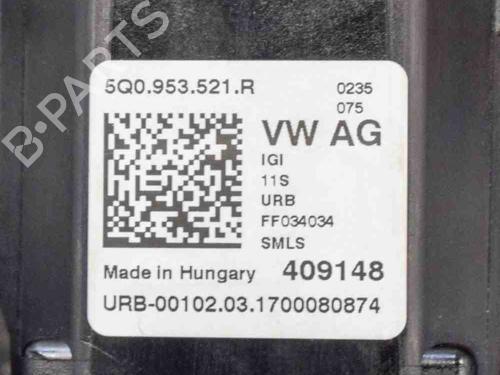 B-PARTS
5Q0.953.521.R 0235
075
VW AG
IGI
11S
URB
FF034034
SMLS
Made in Hungary 409148
URB-00102.03.1700080874